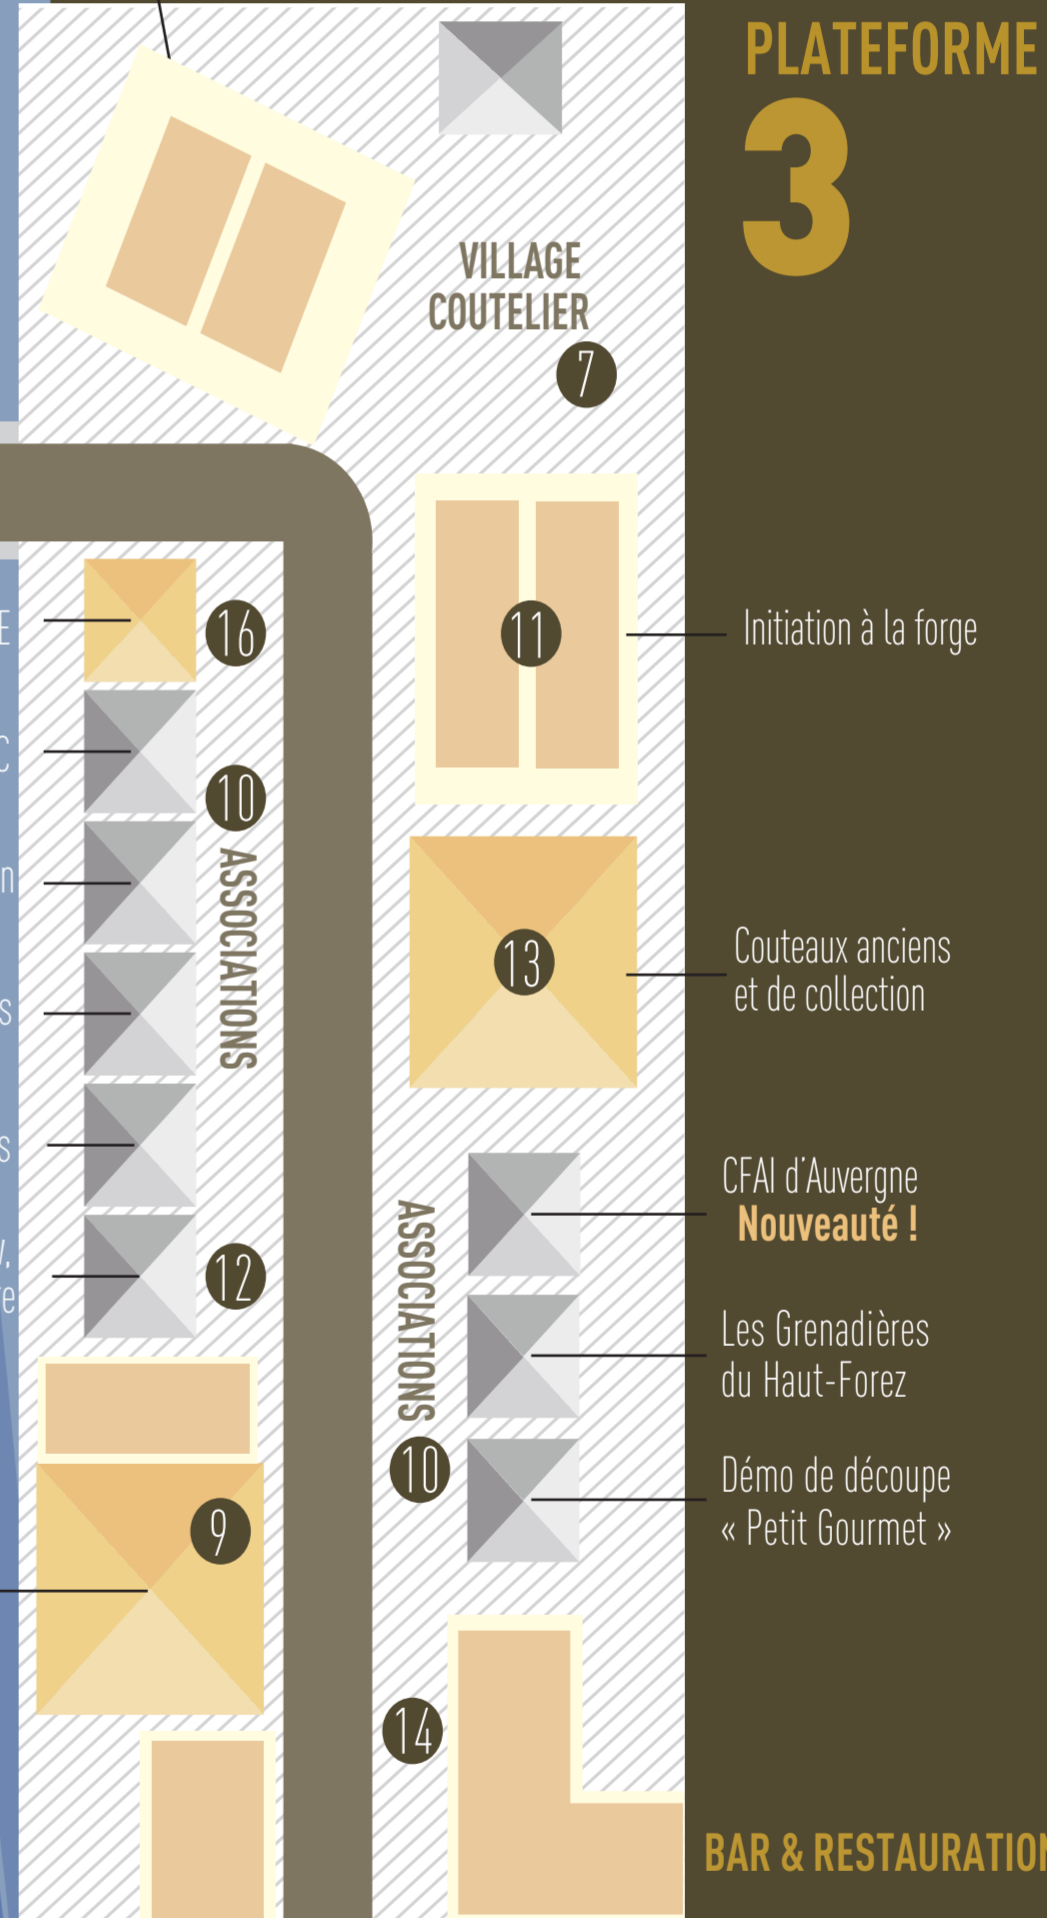 PLATEFORME
3
VILLAGE
COUTELIER
7
16
11
Initiation à la forge
10
ASSOCIATIONS
13
Couteaux anciens
et de collection
12
ASSOCIATIONS
10
CFAI d'Auvergne
Nouveauté !
Les Grenadières
du Haut-Forez
Démo de découpe
« Petit Gourmet »
9
14
BAR & RESTAURATION